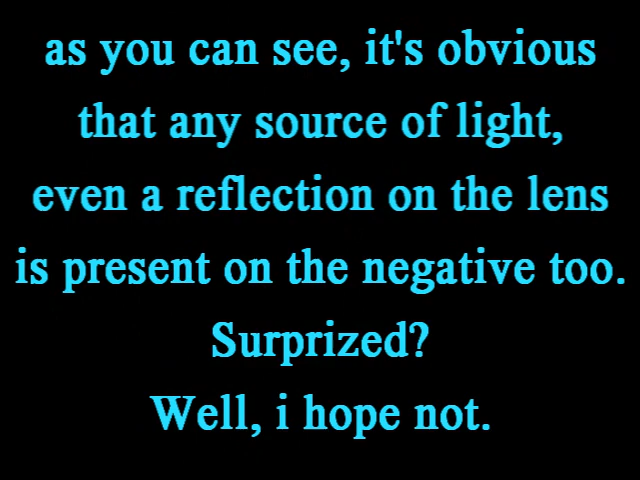 as you can see, it's obvious
that any source of light,
even a reflection on the lens
is present on the negative too.
Surprized?
Well, i hope not.